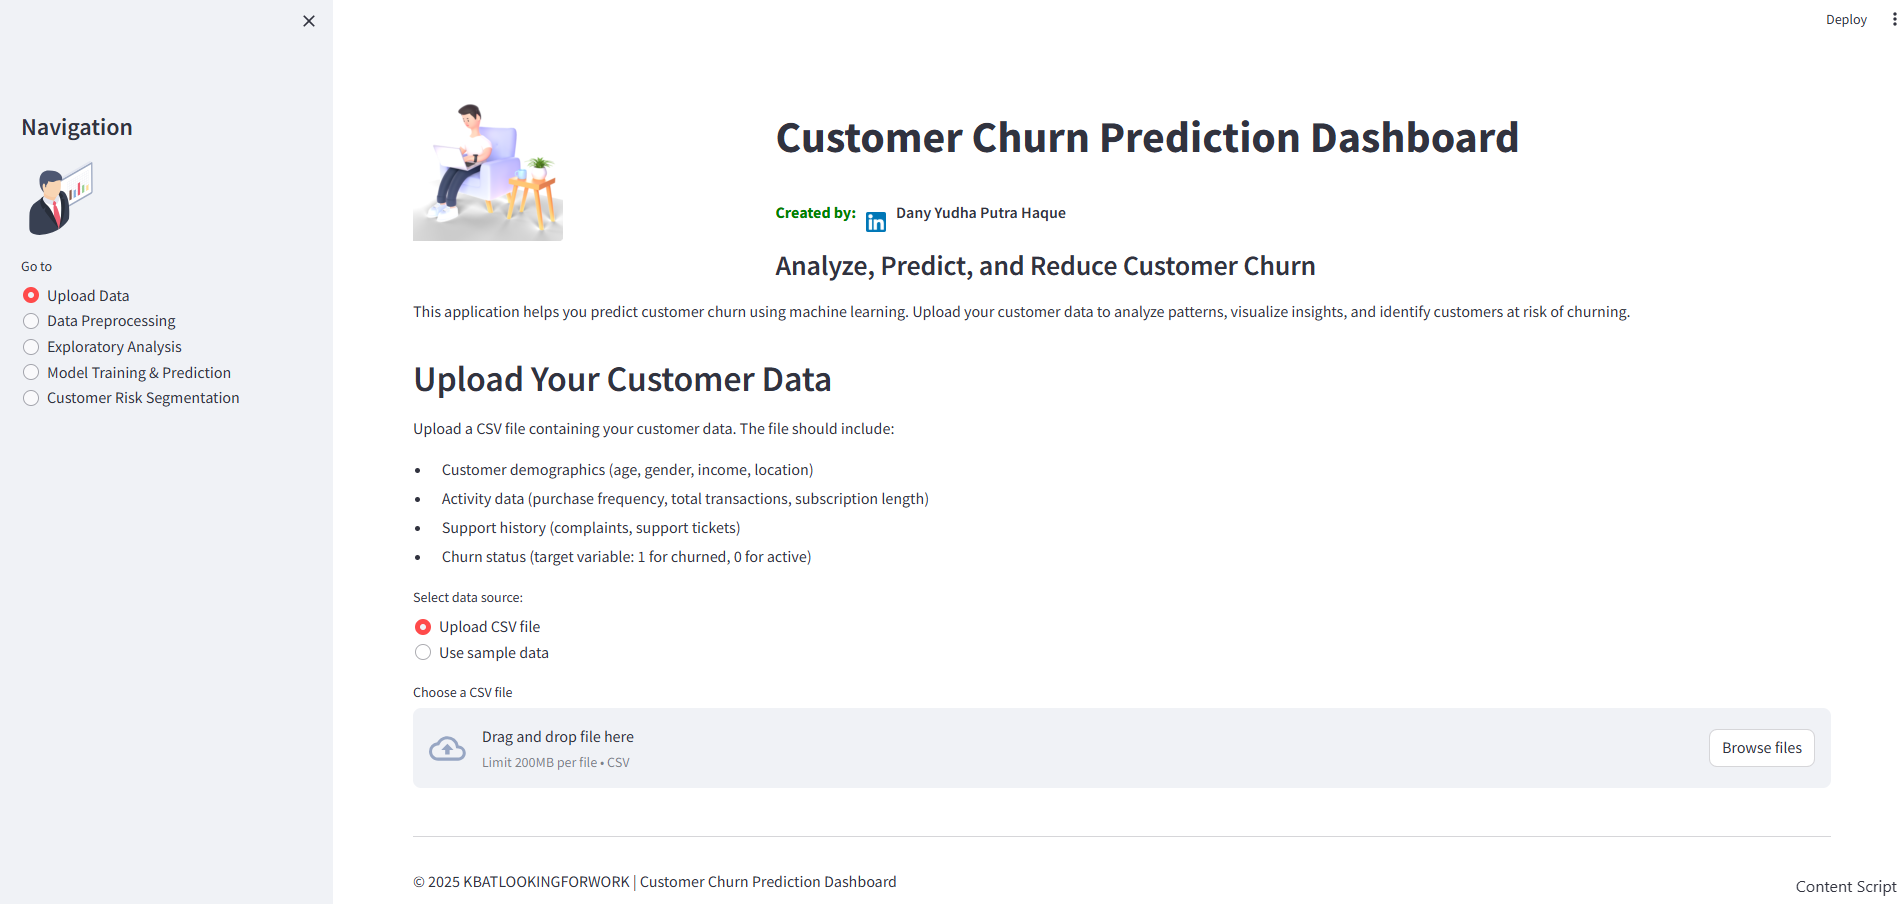 Deploy
Navigation
Go to
Upload Data
Data Preprocessing
Exploratory Analysis
Model Training & Prediction
Customer Risk Segmentation
Customer Churn Prediction Dashboard
Created by: in Dany Yudha Putra Haque
Analyze, Predict, and Reduce Customer Churn
This application helps you predict customer churn using machine learning. Upload your customer data to analyze patterns, visualize insights, and identify customers at risk of churning.
Upload Your Customer Data
Upload a CSV file containing your customer data. The file should include:
• Customer demographics (age, gender, income, location)
• Activity data (purchase frequency, total transactions, subscription length)
• Support history (complaints, support tickets)
• Churn status (target variable: 1 for churned, 0 for active)
Select data source:
Upload CSV file
Use sample data
Choose a CSV file
Drag and drop file here
Limit 200MB per file • CSV
Browse files
© 2025 KBATLOOKINGFORWORK | Customer Churn Prediction Dashboard
Content Script